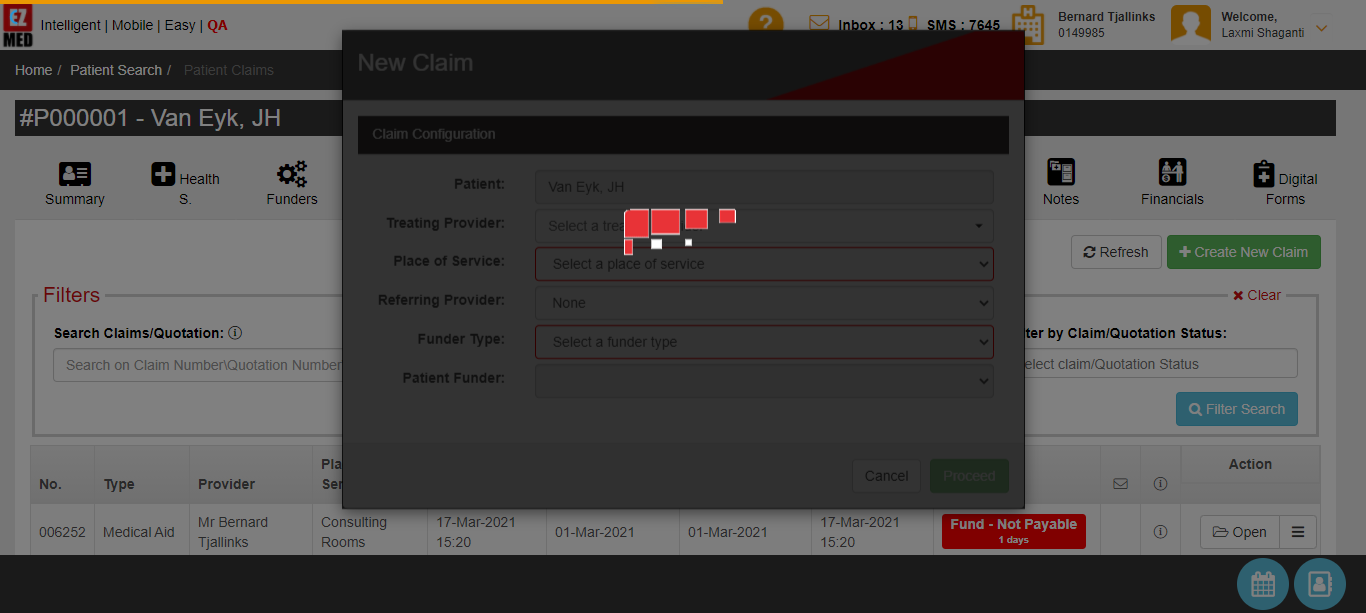 EZ
MED
Intelligent | Mobile | Easy | QA
?
Inbox : 13
SMS : 7645
H
Bernard Tjallinks
0149985
Welcome,
Laxmi Shaganti
Home / Patient Search / Patient Claims
#P000001 - Van Eyk, JH
Summary
Health
S.
Funders
Notes
Financials
Digital
Forms
Refresh
Create New Claim
Filters
Clear
Search Claims/Quotation:
Search on Claim Number\Quotation Number
ter by Claim/Quotation Status:
elect claim/Quotation Status
Filter Search
New Claim
Claim Configuration
Patient:
Van Eyk, JH
Treating Provider:
Select a trea
Place of Service:
Select a place of service
Referring Provider:
None
Funder Type:
Select a funder type
Patient Funder:
Cancel
Proceed
No.
Type
Provider
Pla
Ser
Action
006252
Medical Aid
Mr Bernard
Tjallinks
Consulting
Rooms
17-Mar-2021
15:20
01-Mar-2021
01-Mar-2021
17-Mar-2021
15:20
Fund - Not Payable
1 days
Open